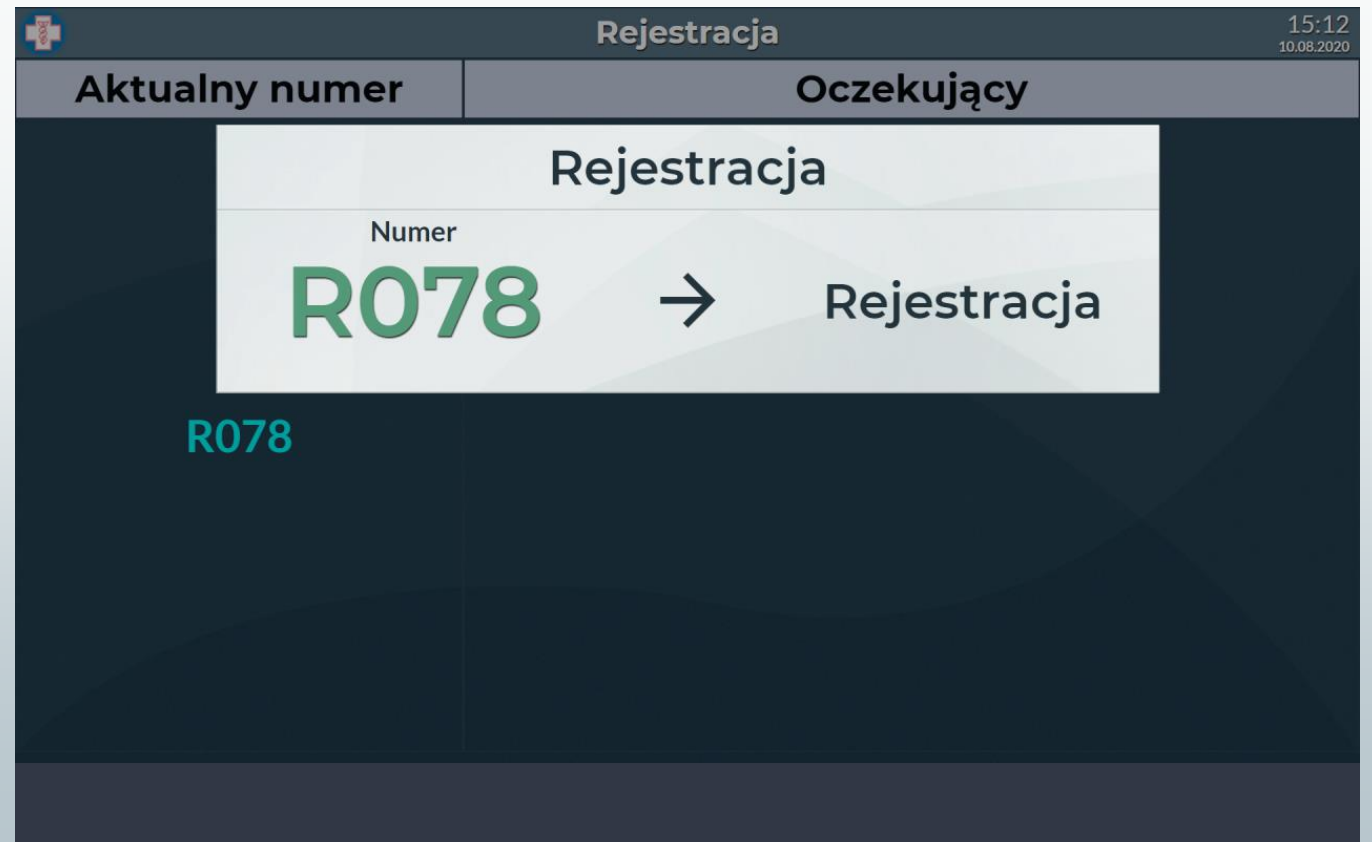 Rejestracja
15:12
10.08.2020
Aktualny numer
Oczekujący
Rejestracja
Numer
R078 → Rejestracja
R078